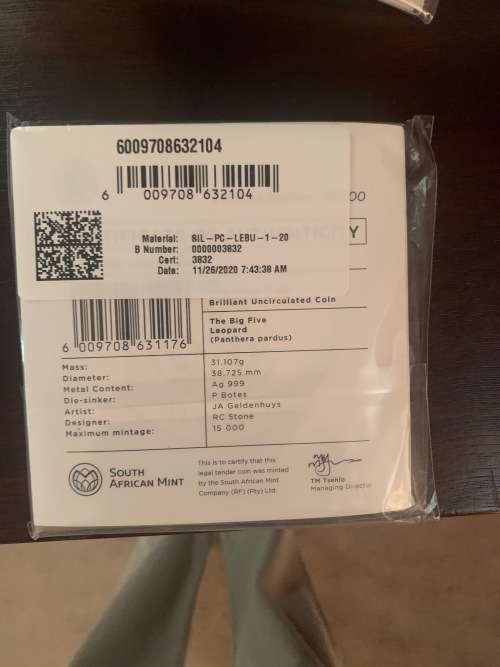 6009708632104
6 009708 632104
Material: SIL-PC-LEBU-1-20
B Number: 0000003832
Cert: 3832
Date: 11/26/2020 7:43:38 AM
Y
Brilliant Uncirculated Coin
The Big Five
Leopard
(Panthera pardus)
6 009708 631176
Mass: 31.107g
Diameter: 38.725 mm
Metal Content: Ag 999
Die-sinker: P Botes
Artist: JA Geldenhuys
Designer: RC Stone
Maximum mintage: 15 000
SOUTH
AFRICAN MINT
This is to certify that this
legal tender coin was minted
by the South African Mint
Company (RF) (Pty) Ltd.
TM Tsehlo
Managing Director